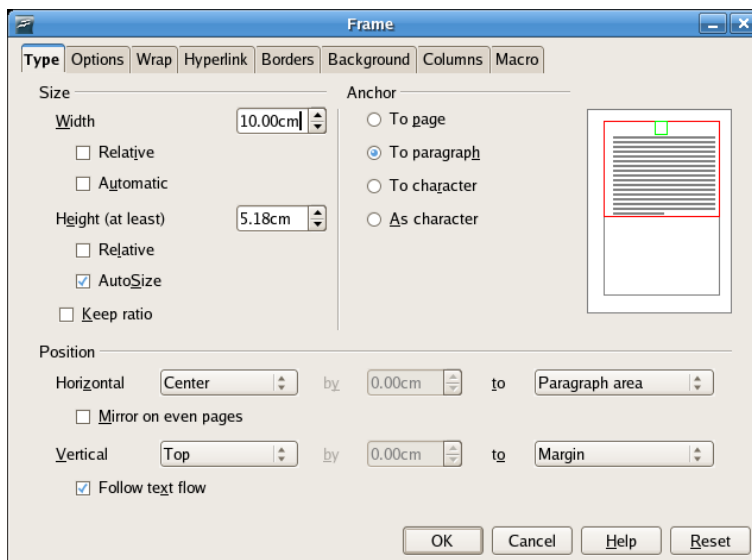 Frame
Type Options Wrap Hyperlink Borders Background Columns Macro
Size
Width 10.00cm
Relative
Automatic
Height (at least) 5.18cm
Relative
AutoSize
Keep ratio
Anchor
To page
To paragraph
To character
As character
Position
Horizontal Center by 0.00cm to Paragraph area
Mirror on even pages
Vertical Top by 0.00cm to Margin
Follow text flow
OK Cancel Help Reset